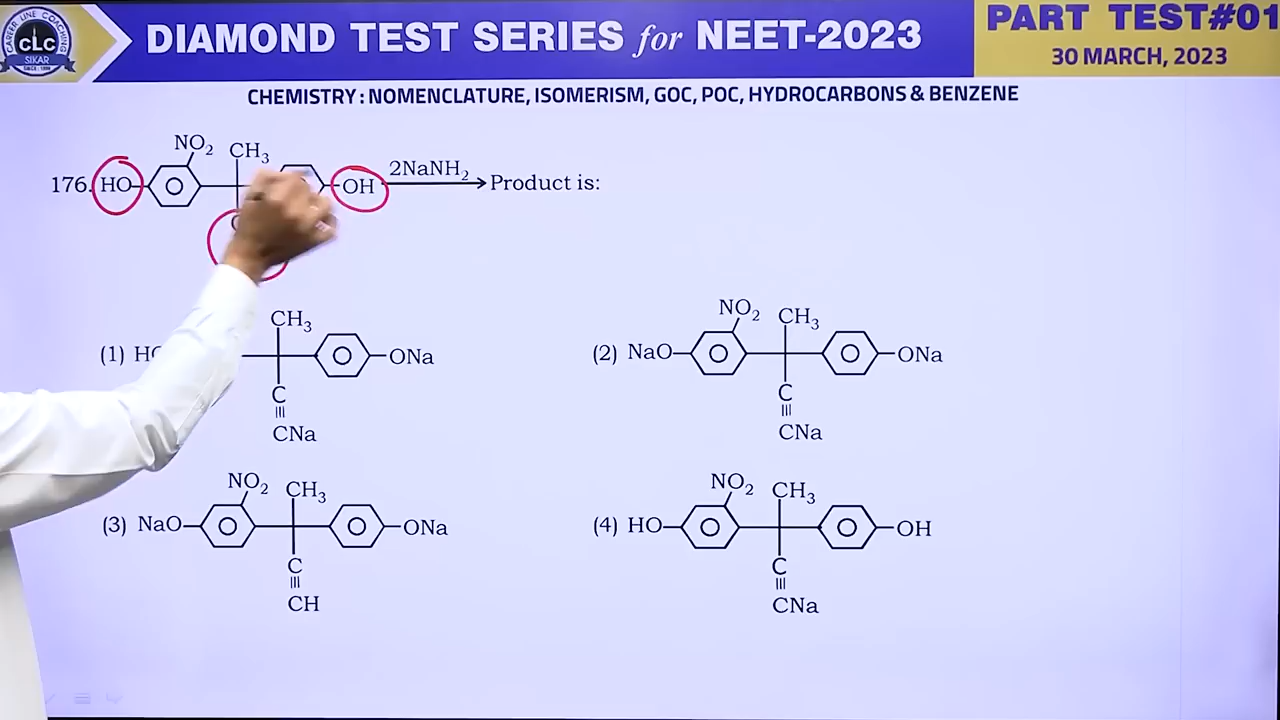 CAREER LINE COACHING
CLC
SIKAR
SINCE : 1996
DIAMOND TEST SERIES for NEET-2023
PART TEST#01
30 MARCH, 2023
CHEMISTRY : NOMENCLATURE, ISOMERISM, GOC, POC, HYDROCARBONS & BENZENE
NO₂ CH₃
176. HO OH 2NaNH₂ Product is:
CH₃
(1) HO ONa
C
CNa
NO₂ CH₃
(2) NaO ONa
C
CNa
NO₂ CH₃
(3) NaO ONa
C
CH
NO₂ CH₃
(4) HO OH
C
CNa